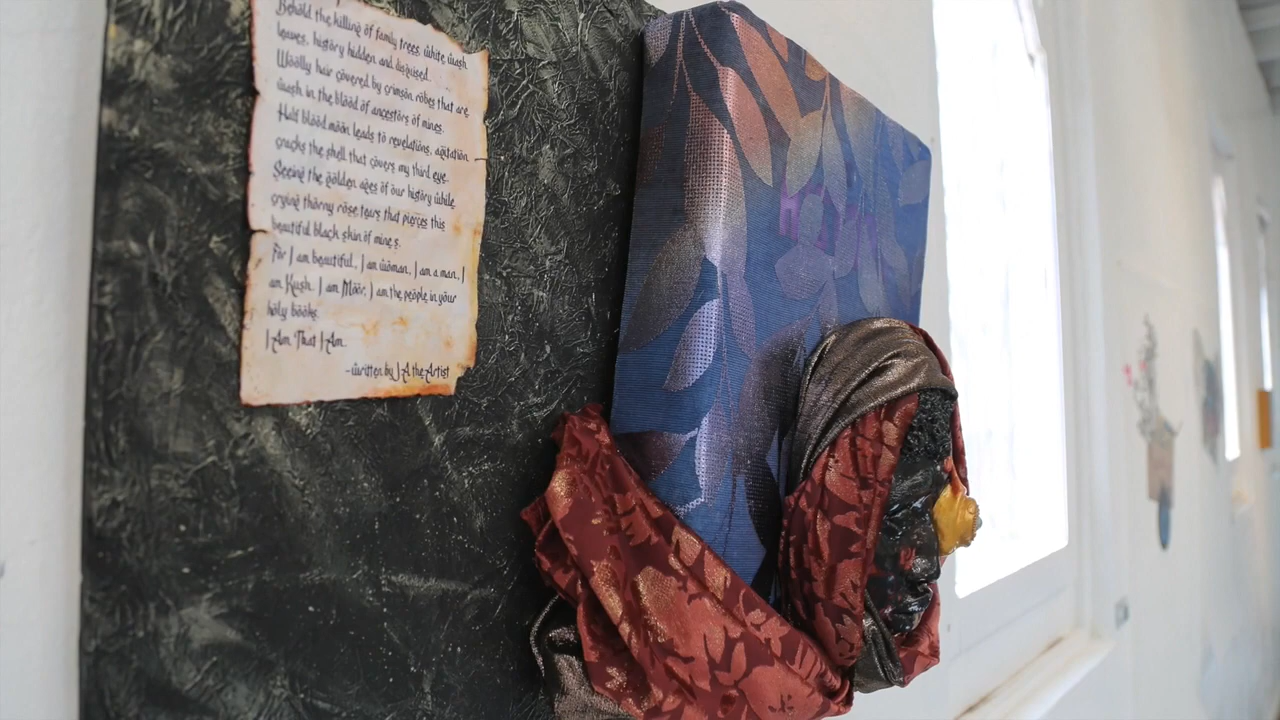 Behold the killing of family trees, white wash
leaves, history hidden and disguised.
Woolly hair covered by crimson robes that are
wash in the blood of ancestors of mines.
Half blood moon leads to revelations, agitation
cracks the shell that covers my third eye.
Seeing the golden ages of our history while
crying thorny rose tears that pierces this
beautiful black skin of mines.
For I am beautiful, I am woman, I am a man, I
am Kush, I am Moor, I am the people in your
holy books.
I Am That I Am.
-written by J.A the Artist